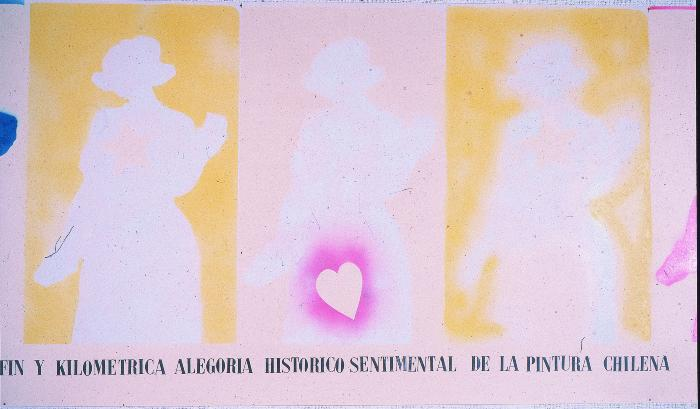 FIN Y KILOMETRICA ALEGORIA HISTORICO SENTIMENTAL DE LA PINTURA CHILENA